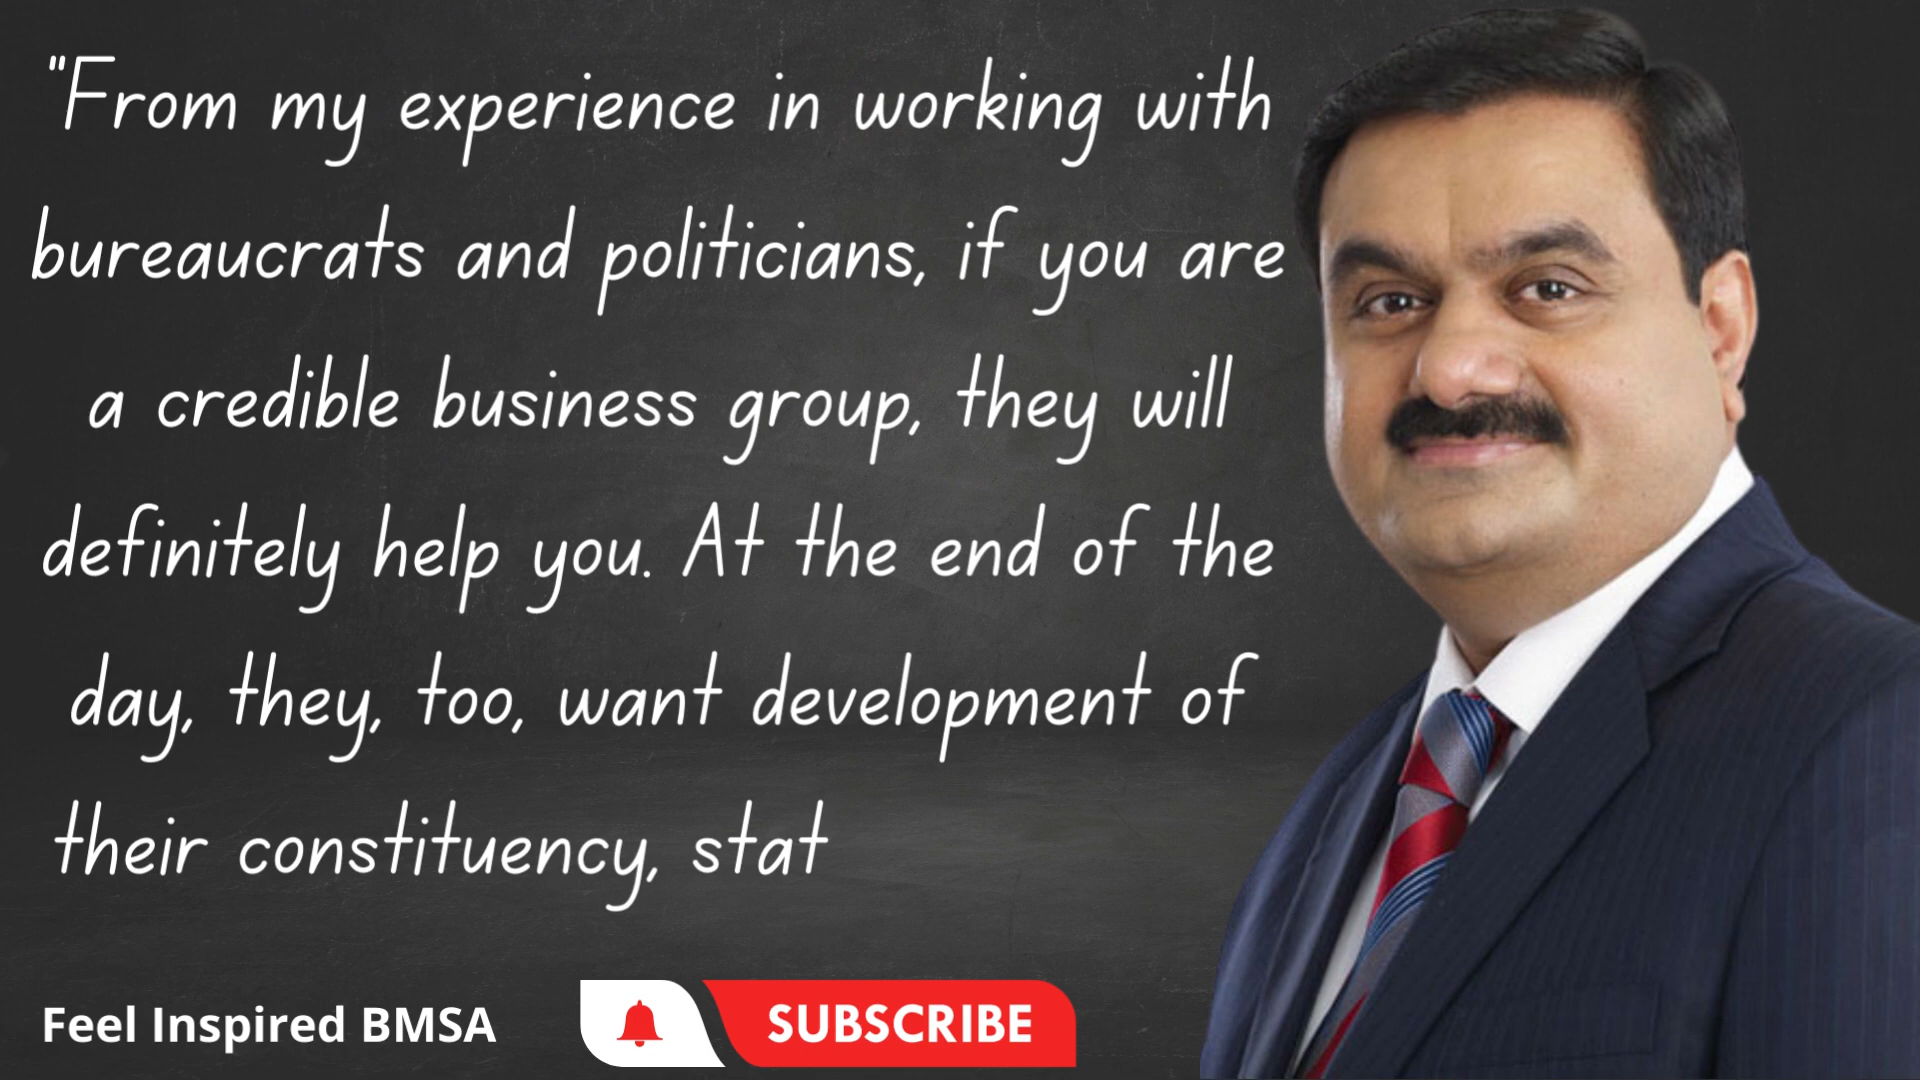 "From my experience in working with
bureaucrats and politicians, if you are
a credible business group, they will
definitely help you. At the end of the
day, they, too, want development of
their constituency, stat
Feel Inspired BMSA
SUBSCRIBE